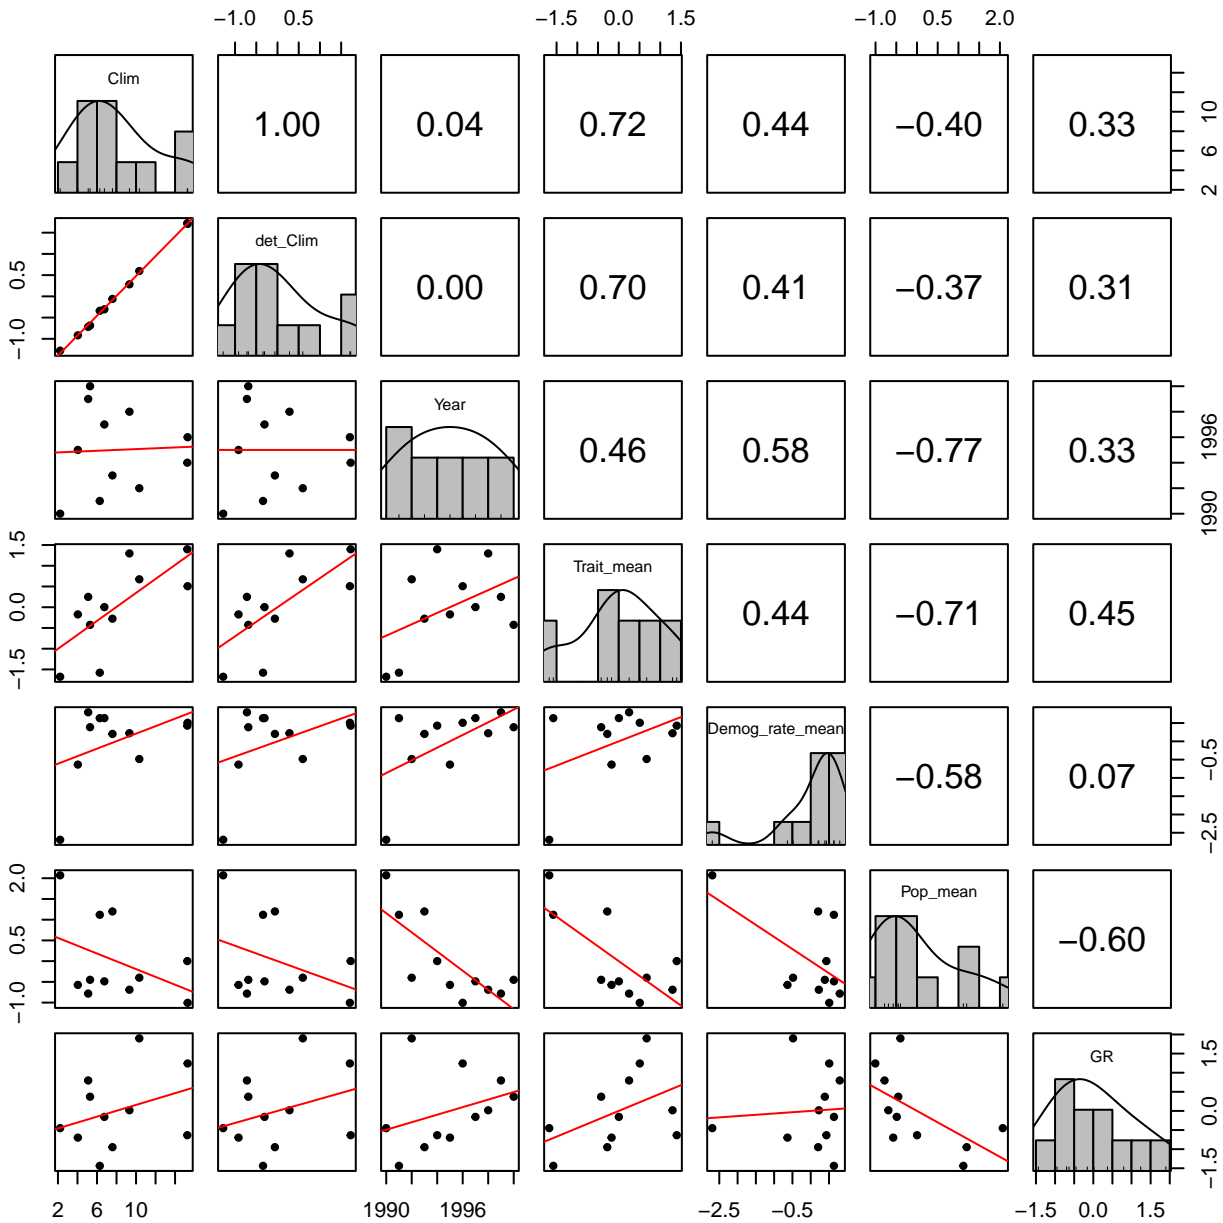 −1.0 0.5 −1.5 0.0 1.5 −1.0 0.5 2.0
Clim 1.00 0.04 0.72 0.44 −0.40 0.33 2 6 10
0.5 −1.0 det_Clim 0.00 0.70 0.41 −0.37 0.31
Year 0.46 0.58 −0.77 0.33 1990 1996
1.5 0.0 −1.5 Trait_mean 0.44 −0.71 0.45
Demog_rate_mean −0.58 0.07 −2.5 −0.5
2.0 0.5 −1.0 Pop_mean −0.60
GR −1.5 0.0 1.5
2 6 10 1990 1996 −2.5 −0.5 −1.5 0.0 1.5